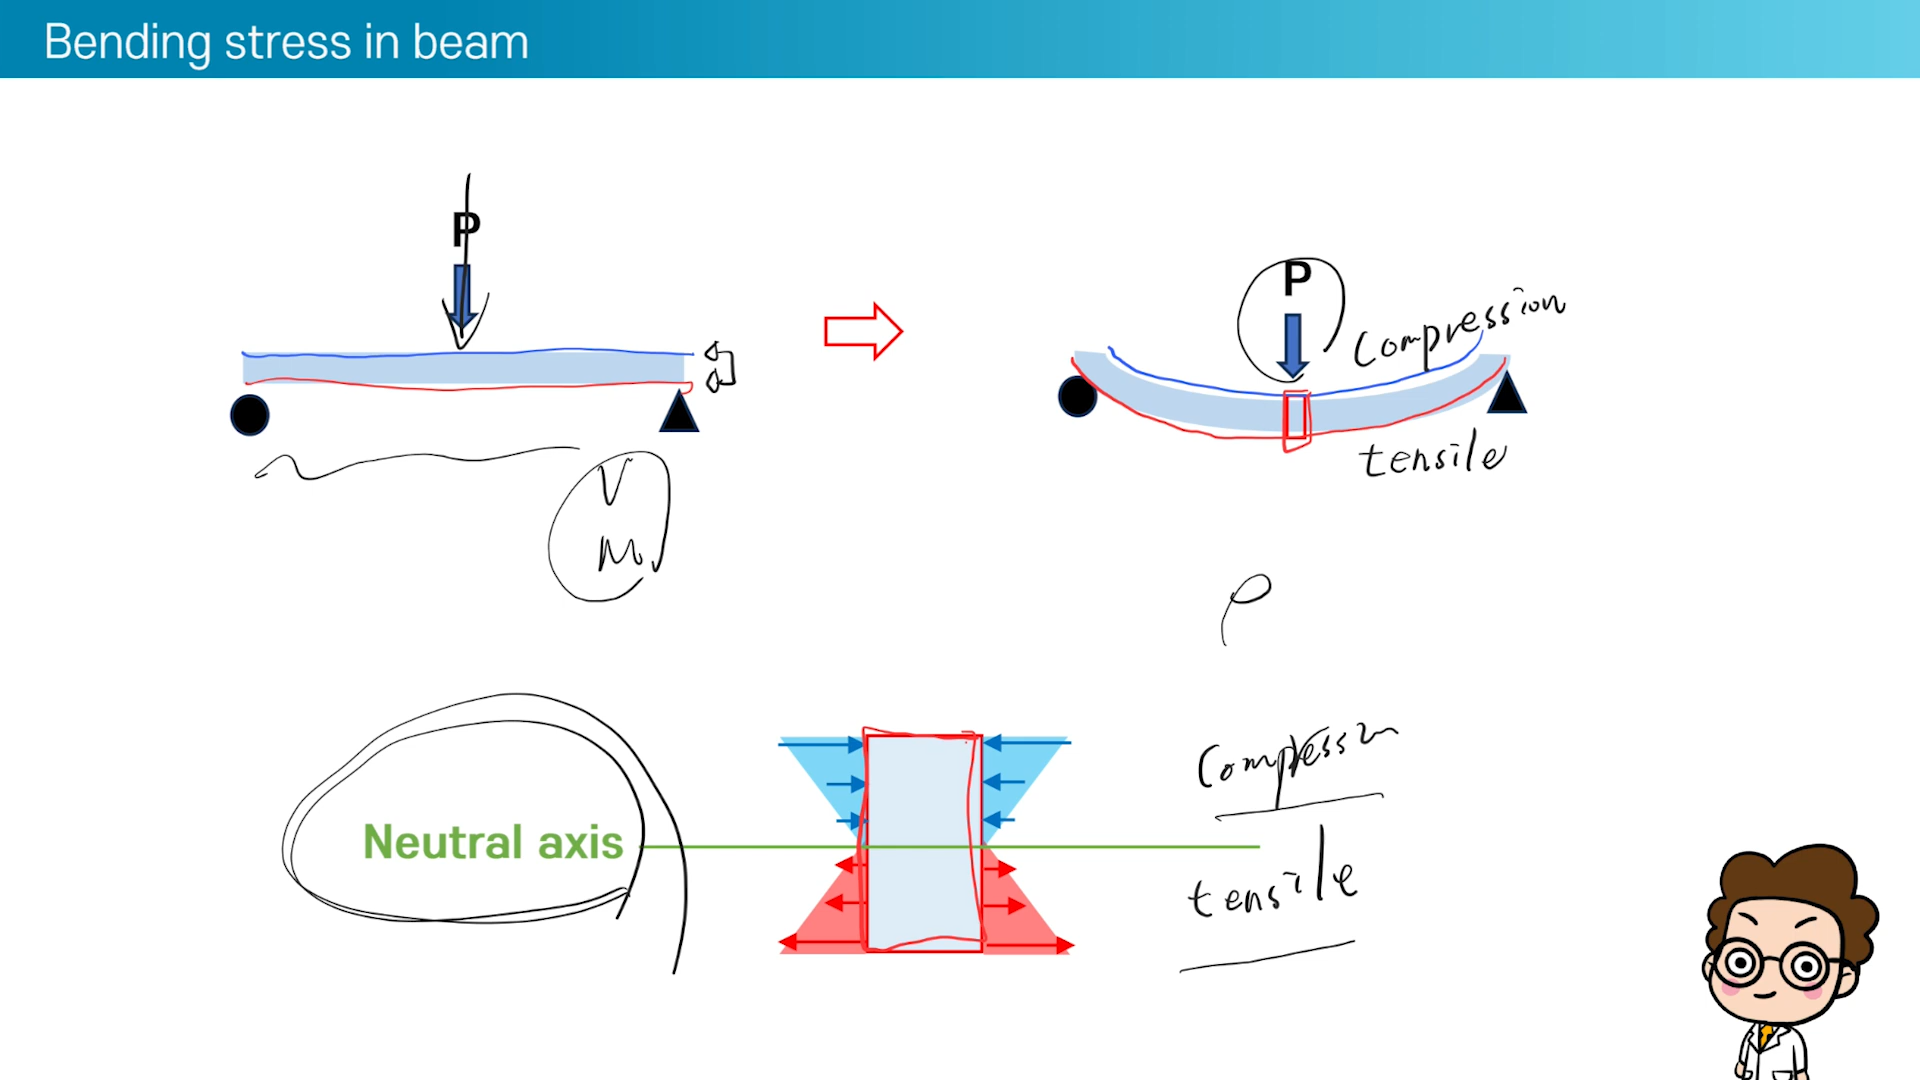 Bending stress in beam
P
P
Compression
tensile
V
M
ρ
Compression
Neutral axis
tensile